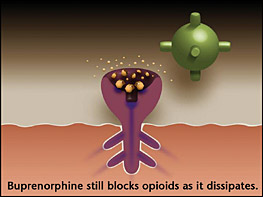 Buprenorphine still blocks opioids as it dissipates.